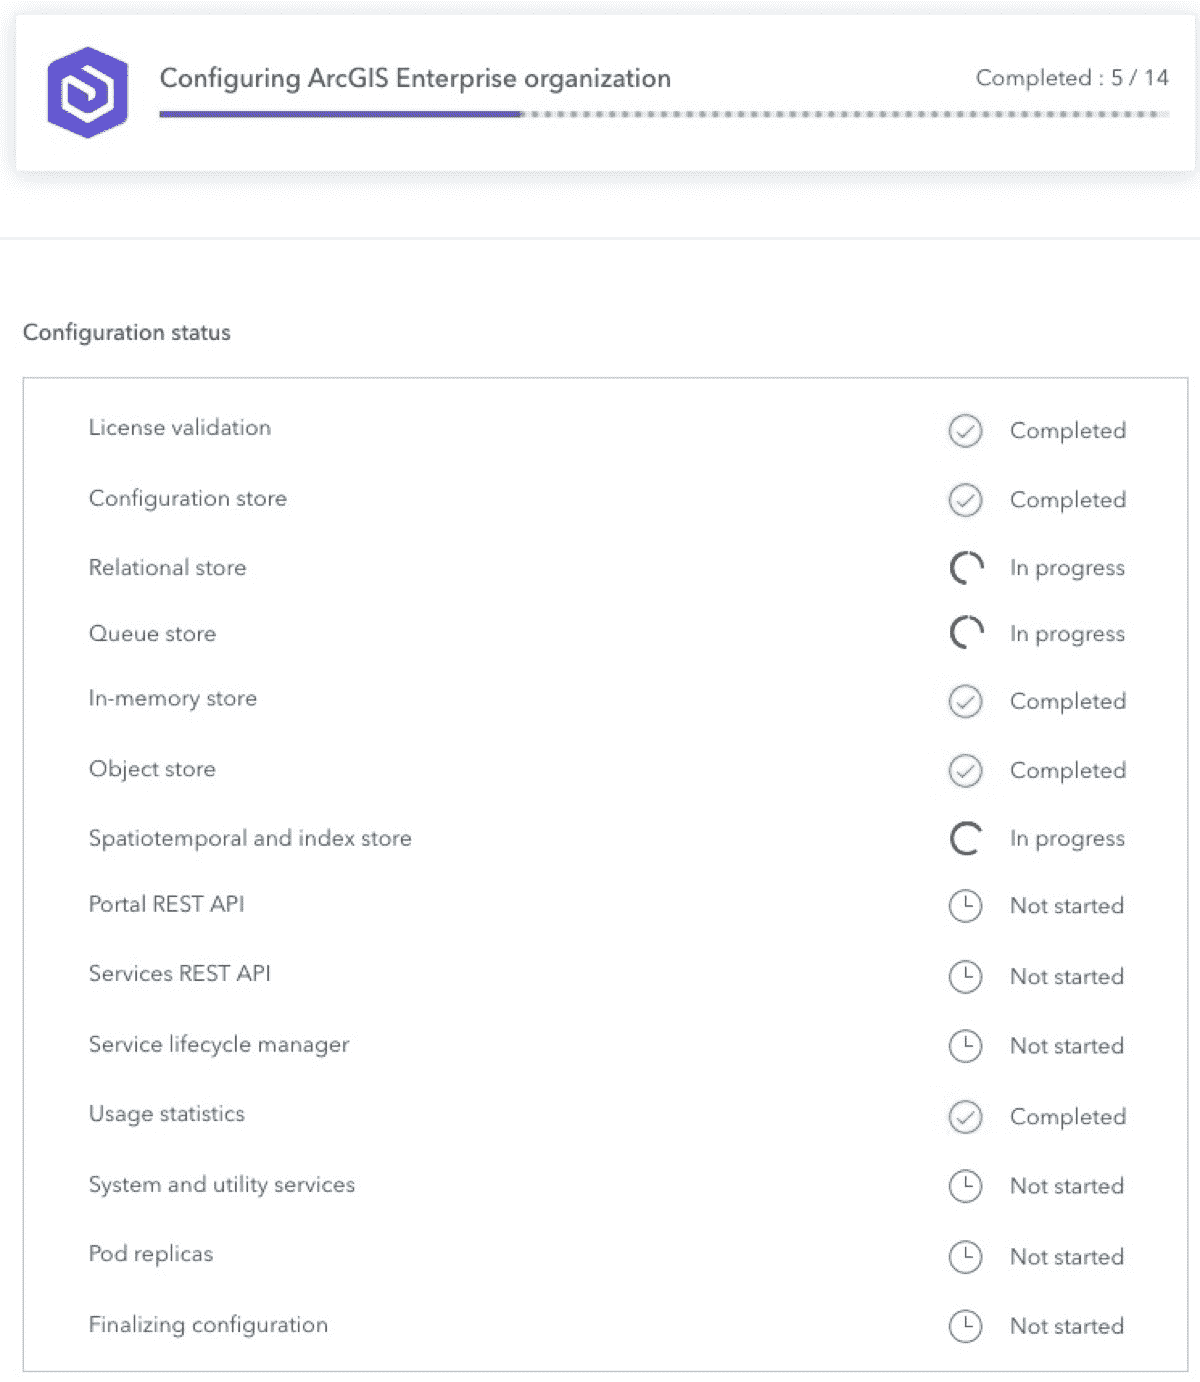 Configuring ArcGIS Enterprise organization Completed : 5 / 14
Configuration status
License validation Completed
Configuration store Completed
Relational store In progress
Queue store In progress
In-memory store Completed
Object store Completed
Spatiotemporal and index store In progress
Portal REST API Not started
Services REST API Not started
Service lifecycle manager Not started
Usage statistics Completed
System and utility services Not started
Pod replicas Not started
Finalizing configuration Not started